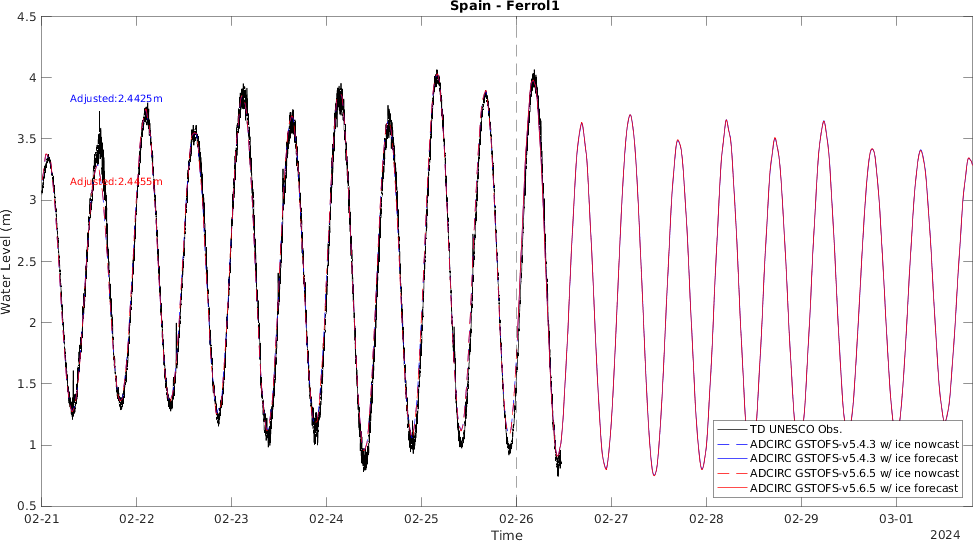 Spain - Ferrol1
4.5
4
3.5
3
2.5
2
1.5
1
0.5
Water Level (m)
Adjusted:2.4425m
Adjusted:2.4455m
TD UNESCO Obs.
ADCIRC GSTOFS-v5.4.3 w/ ice nowcast
ADCIRC GSTOFS-v5.4.3 w/ ice forecast
ADCIRC GSTOFS-v5.6.5 w/ ice nowcast
ADCIRC GSTOFS-v5.6.5 w/ ice forecast
02-21 02-22 02-23 02-24 02-25 02-26 02-27 02-28 02-29 03-01
Time
2024